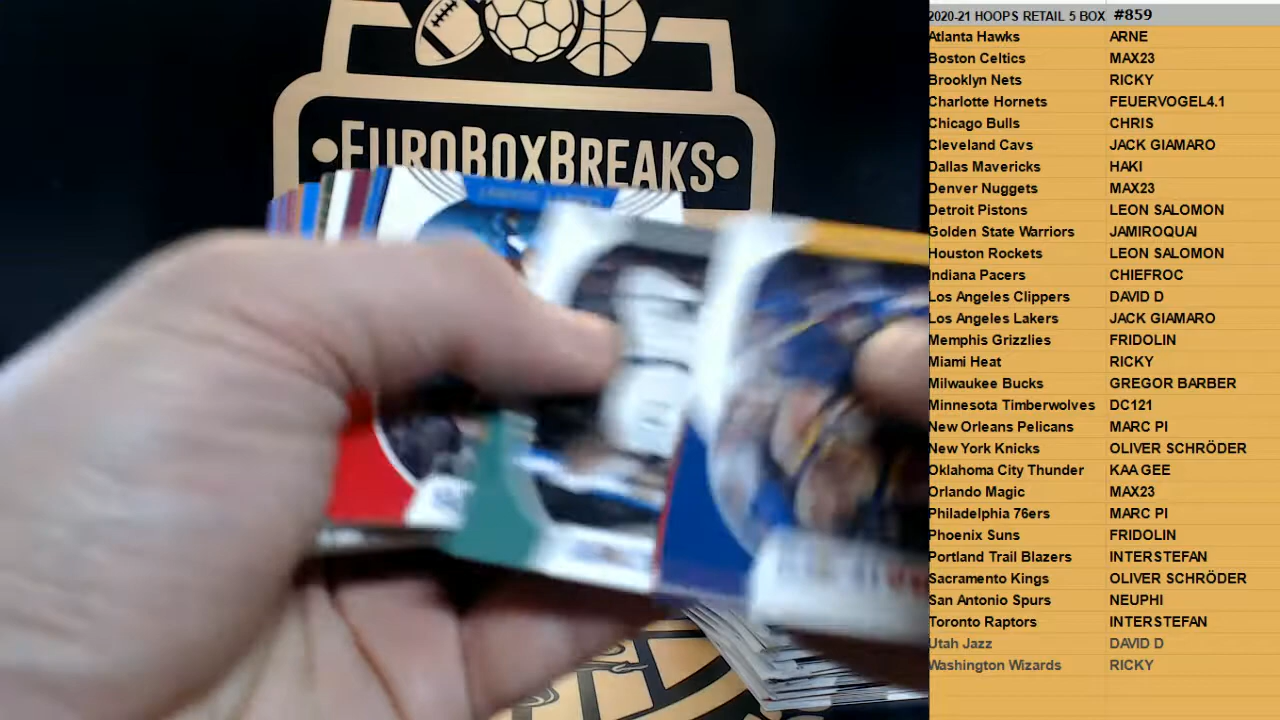 EUROBOXBREAKS
2020-21 HOOPS RETAIL 5 BOX #859
Atlanta Hawks ARNE
Boston Celtics MAX23
Brooklyn Nets RICKY
Charlotte Hornets FEUERVOGEL4.1
Chicago Bulls CHRIS
Cleveland Cavs JACK GIAMARO
Dallas Mavericks HAKI
Denver Nuggets MAX23
Detroit Pistons LEON SALOMON
Golden State Warriors JAMIROQUAI
Houston Rockets LEON SALOMON
Indiana Pacers CHIEFROC
Los Angeles Clippers DAVID D
Los Angeles Lakers JACK GIAMARO
Memphis Grizzlies FRIDOLIN
Miami Heat RICKY
Milwaukee Bucks GREGOR BARBER
Minnesota Timberwolves DC121
New Orleans Pelicans MARC PI
New York Knicks OLIVER SCHRÖDER
Oklahoma City Thunder KAA GEE
Orlando Magic MAX23
Philadelphia 76ers MARC PI
Phoenix Suns FRIDOLIN
Portland Trail Blazers INTERSTEFAN
Sacramento Kings OLIVER SCHRÖDER
San Antonio Spurs NEUPHI
Toronto Raptors INTERSTEFAN
Utah Jazz DAVID D
Washington Wizards RICKY